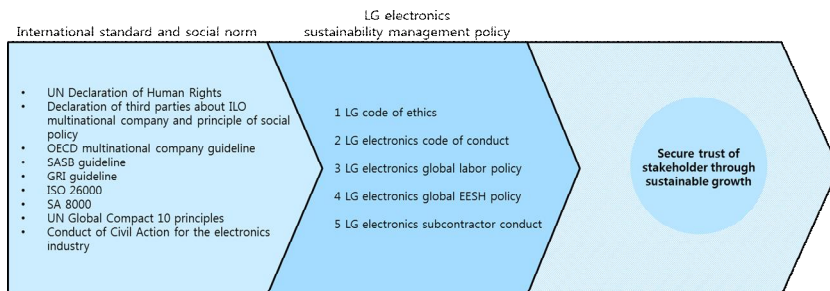 International standard and social norm
LG electronics
sustainability management policy
• UN Declaration of Human Rights
• Declaration of third parties about ILO
multinational company and principle of social
policy
• OECD multinational company guideline
• SASB guideline
• GRI guideline
• ISO 26000
• SA 8000
• UN Global Compact 10 principles
• Conduct of Civil Action for the electronics
industry
1 LG code of ethics
2 LG electronics code of conduct
3 LG electronics global labor policy
4 LG electronics global EESH policy
5 LG electronics subcontractor conduct
Secure trust of
stakeholder through
sustainable growth